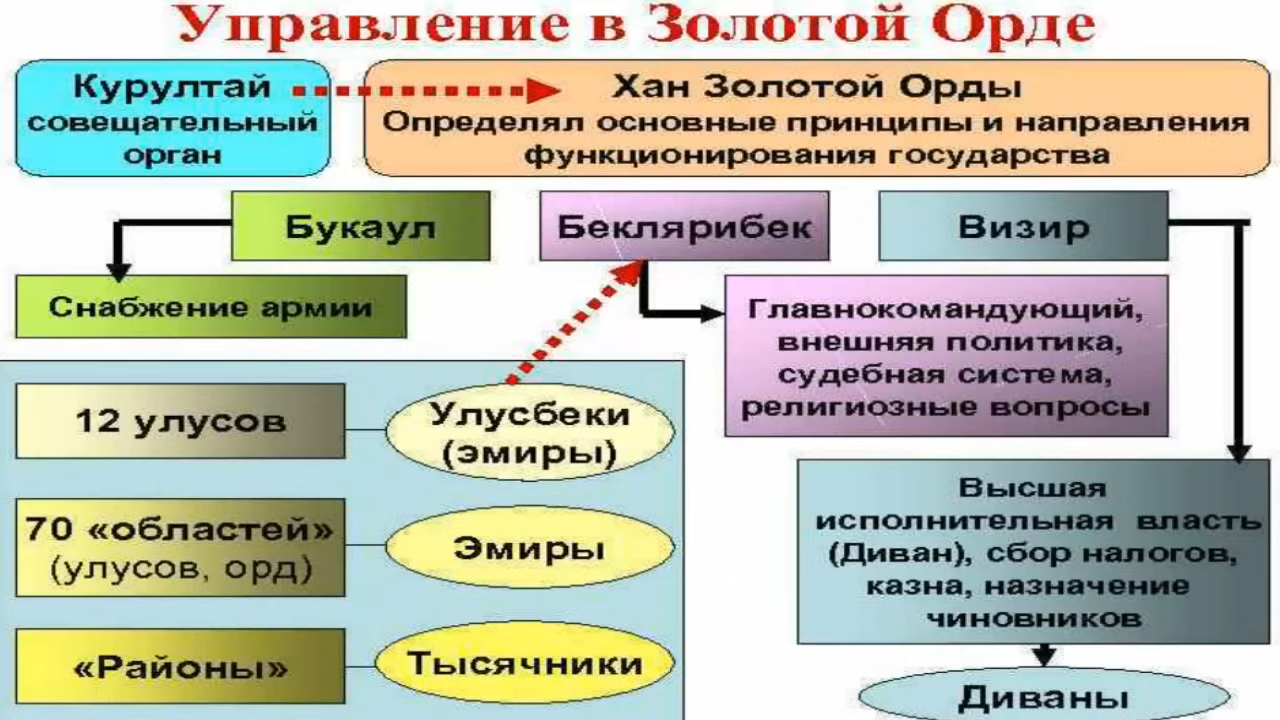 Управление в Золотой Орде
Курултай
совещательный
орган
Хан Золотой Орды
Определял основные принципы и направления
функционирования государства
Букаул
Беклярибек
Визир
Снабжение армии
Главнокомандующий,
внешняя политика,
судебная система,
религиозные вопросы
12 улусов
Улусбеки
(эмиры)
70 «областей»
(улусов, орд)
Эмиры
«Районы»
Тысячники
Высшая
исполнительная власть
(Диван), сбор налогов,
казна, назначение
чиновников
Диваны